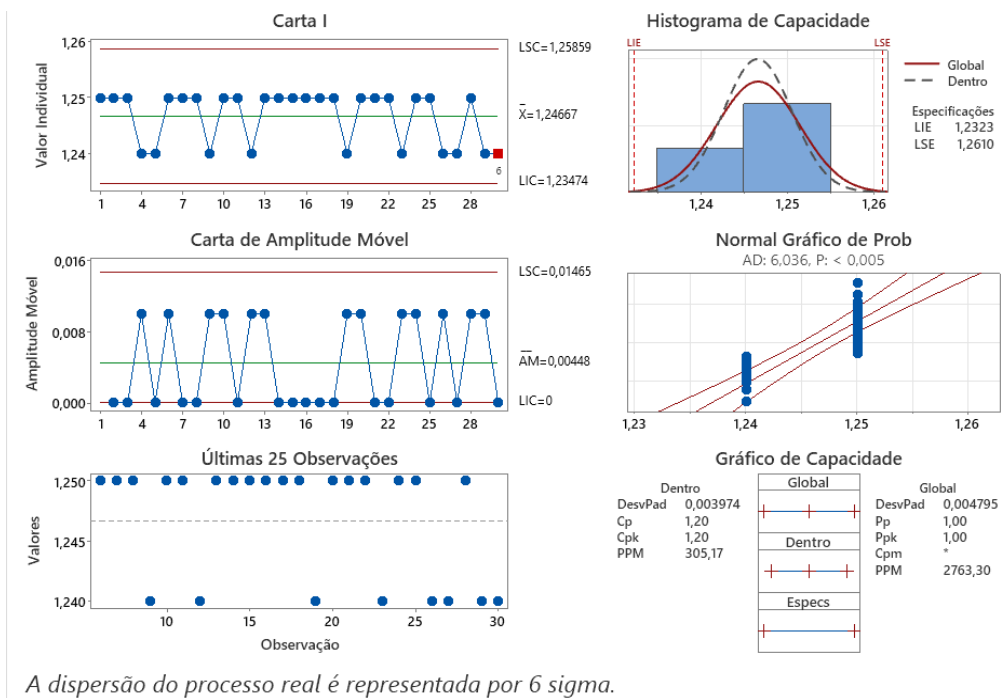 Carta I
Valor Individual
1,26
1,25
1,24
LSC=1,25859
X=1,24667
LIC=1,23474
6
1 4 7 10 13 16 19 22 25 28
Histograma de Capacidade
LIE
LSE
Global
Dentro
Especificações
LIE 1,2323
LSE 1,2610
1,24 1,25 1,26
Carta de Amplitude Móvel
Amplitude Móvel
0,016
0,008
0,000
LSC=0,01465
AM=0,00448
LIC=0
1 4 7 10 13 16 19 22 25 28
Normal Gráfico de Prob
AD: 6,036, P: < 0,005
1,23 1,24 1,25 1,26
Últimas 25 Observações
Valores
1,250
1,245
1,240
10 15 20 25 30
Observação
Gráfico de Capacidade
Dentro
DesvPad 0,003974
Cp 1,20
Cpk 1,20
PPM 305,17
Global
Dentro
Especs
Global
DesvPad 0,004795
Pp 1,00
Ppk 1,00
Cpm *
PPM 2763,30
A dispersão do processo real é representada por 6 sigma.